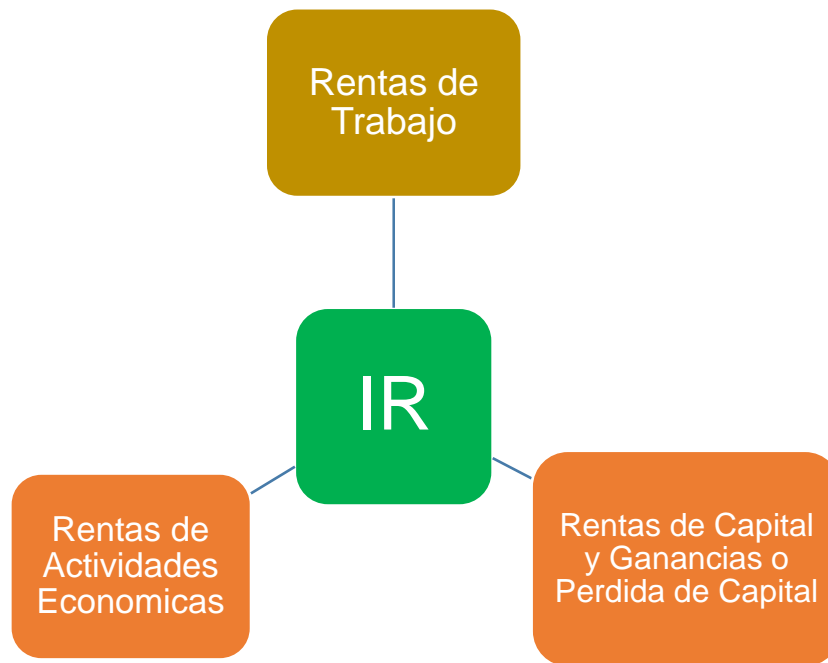 Rentas de
Trabajo
IR
Rentas de
Actividades
Economicas
Rentas de Capital
y Ganancias o
Perdida de Capital